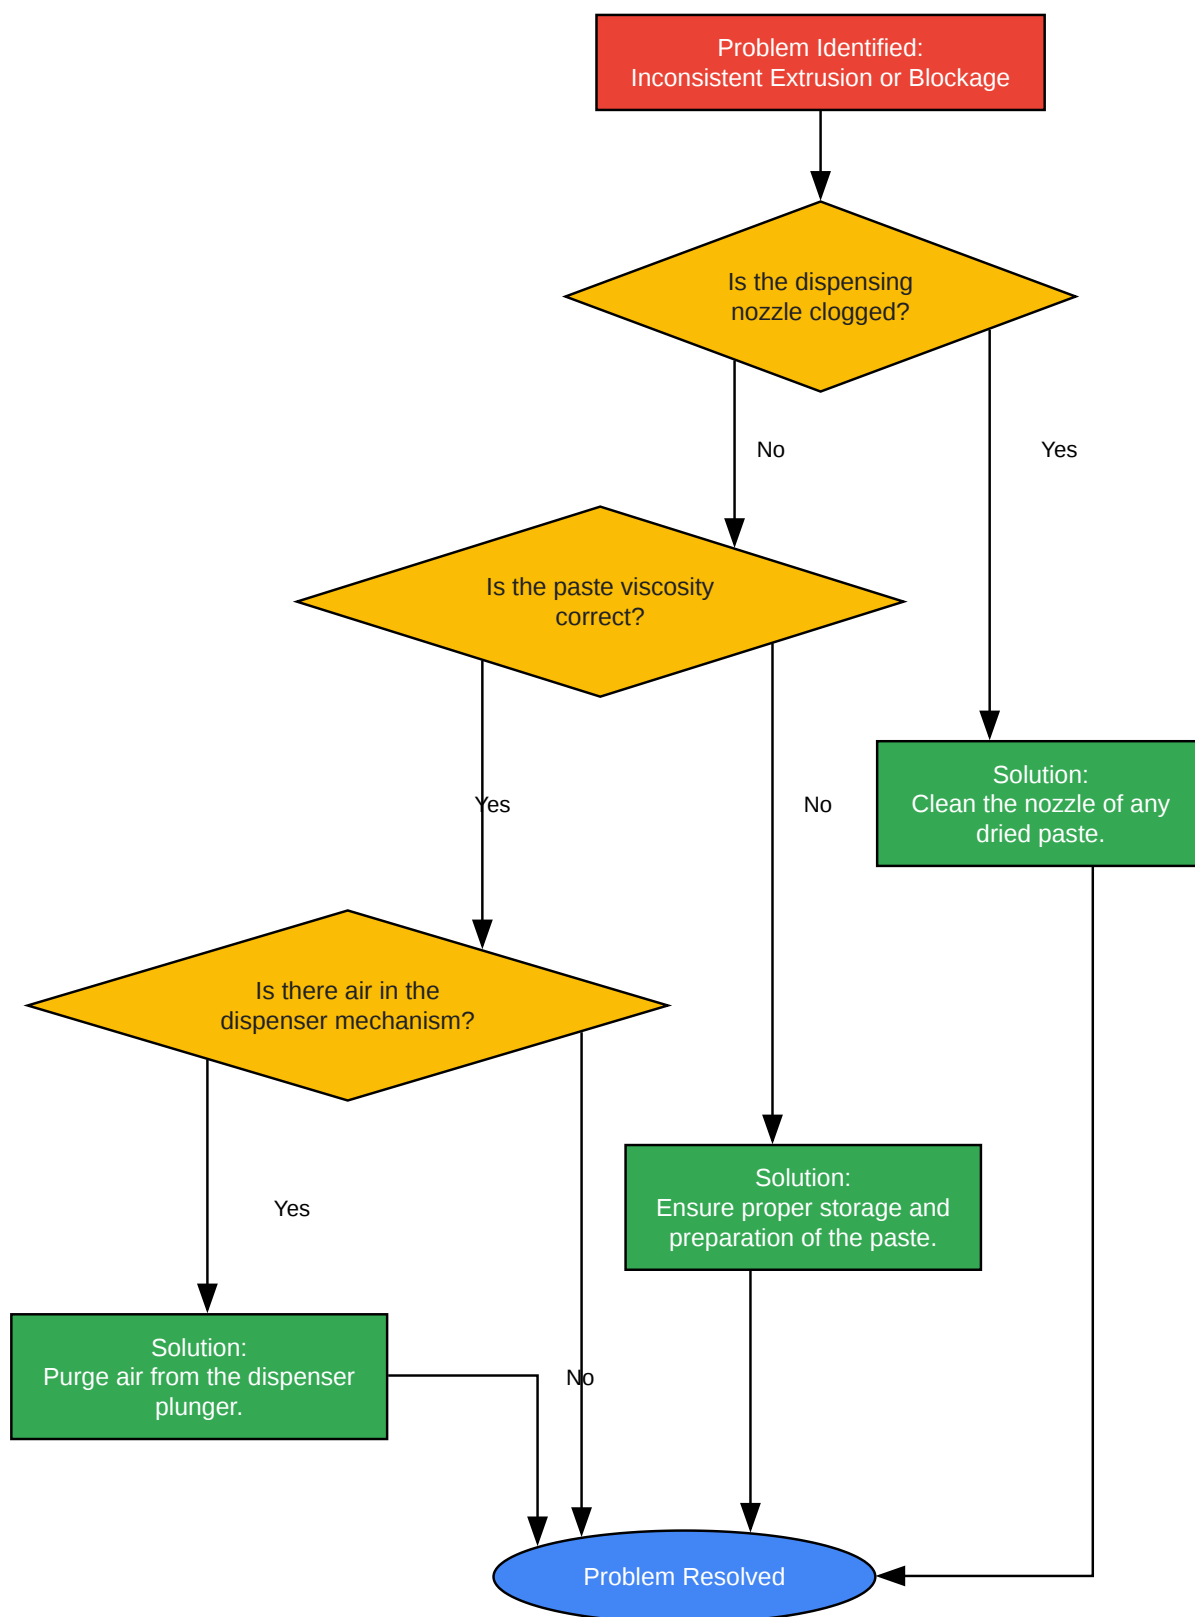 Problem Identified:
Inconsistent Extrusion or Blockage
Is the dispensing
nozzle clogged?
No
Yes
Is the paste viscosity
correct?
Yes
No
Solution:
Clean the nozzle of any
dried paste.
Is there air in the
dispenser mechanism?
Yes
No
Solution:
Ensure proper storage and
preparation of the paste.
Solution:
Purge air from the dispenser
plunger.
Problem Resolved